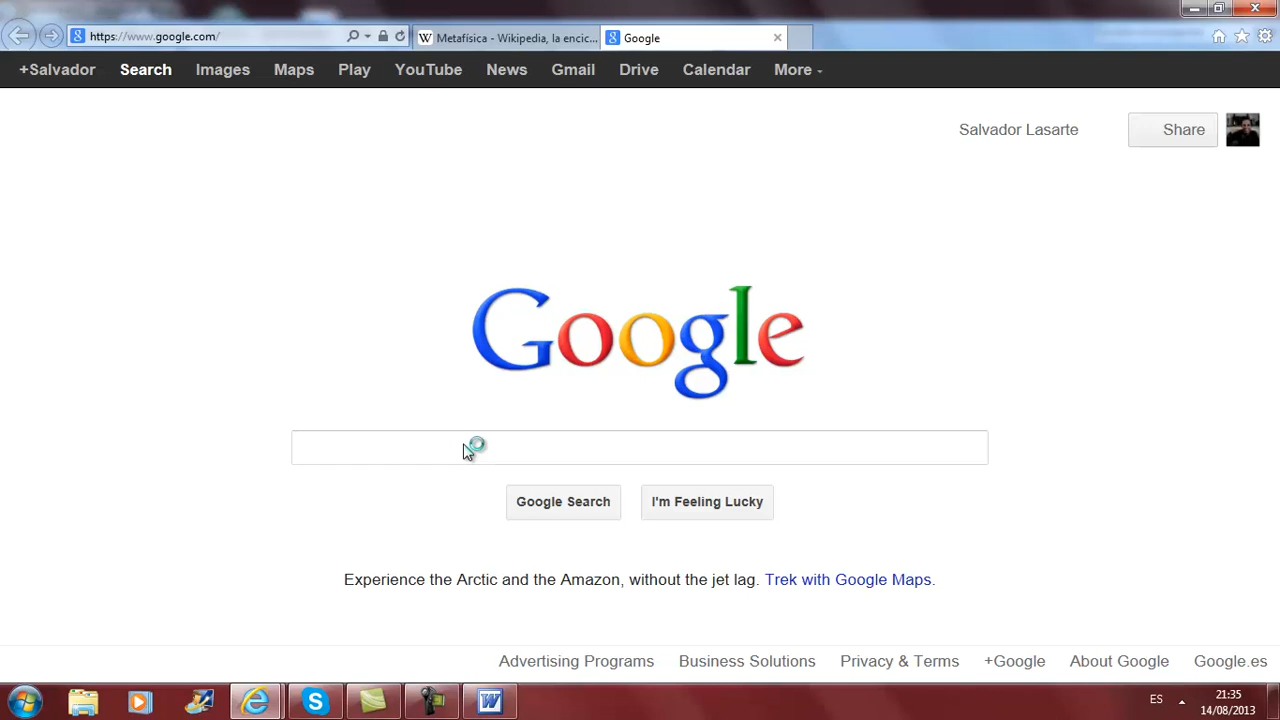 https://www.google.com/
Metafísica - Wikipedia, la encic...
Google
+Salvador Search Images Maps Play YouTube News Gmail Drive Calendar More
Salvador Lasarte Share
Google
Google Search I'm Feeling Lucky
Experience the Arctic and the Amazon, without the jet lag. Trek with Google Maps.
Advertising Programs Business Solutions Privacy & Terms +Google About Google Google.es
ES 21:35
14/08/2013